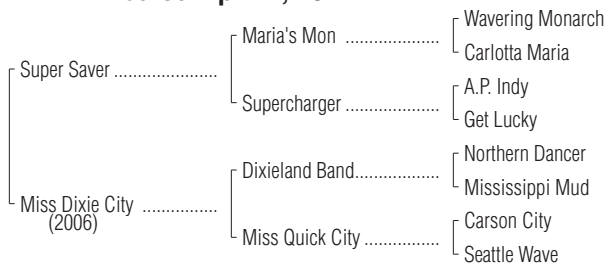 Wavering Monarch
Maria's Mon ...................
Carlotta Maria
Super Saver .....................
A.P. Indy
Supercharger ...................
Get Lucky
Northern Dancer
Dixieland Band.................
Mississippi Mud
Miss Dixie City ...............
(2006)
Carson City
Miss Quick City ...............
Seattle Wave